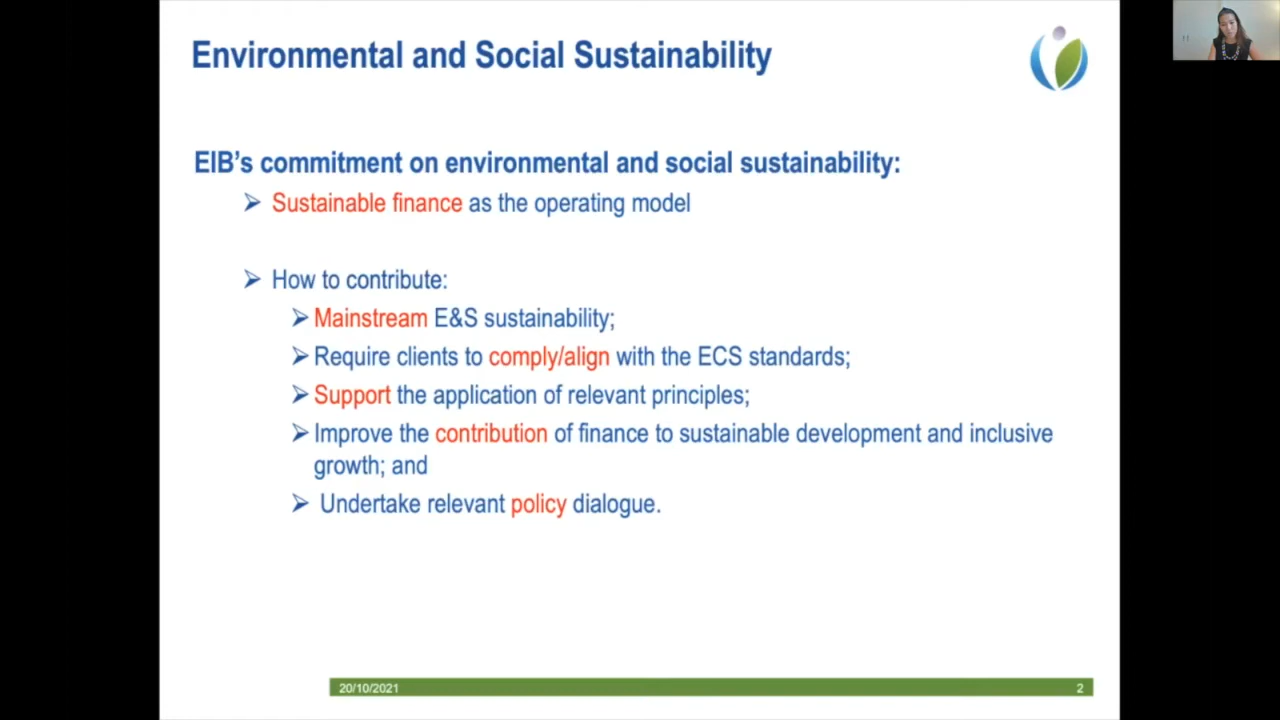 Environmental and Social Sustainability
EIB's commitment on environmental and social sustainability:
➢ Sustainable finance as the operating model
➢ How to contribute:
➢ Mainstream E&S sustainability;
➢ Require clients to comply/align with the ECS standards;
➢ Support the application of relevant principles;
➢ Improve the contribution of finance to sustainable development and inclusive
growth; and
➢ Undertake relevant policy dialogue.
20/10/2021 2